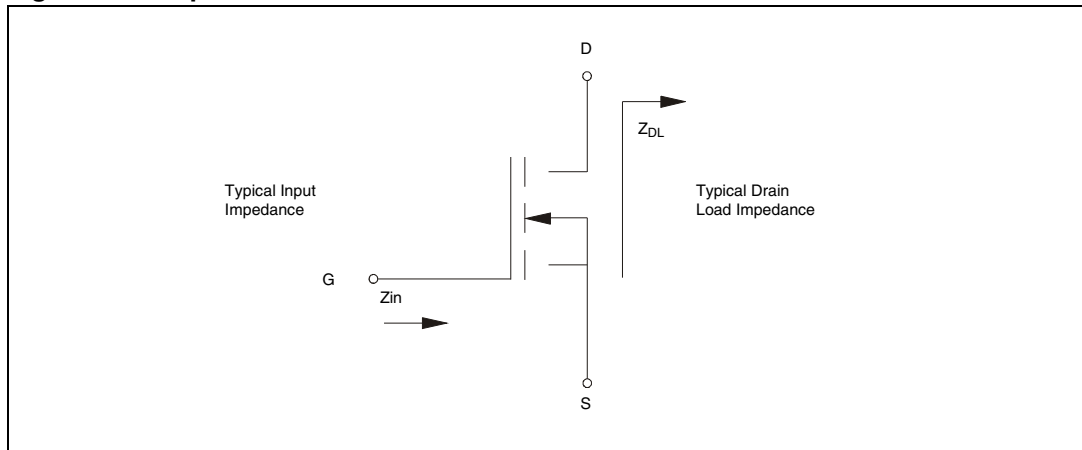 D
Z_DL
Typical Input
Impedance
Typical Drain
Load Impedance
G
Zin
S